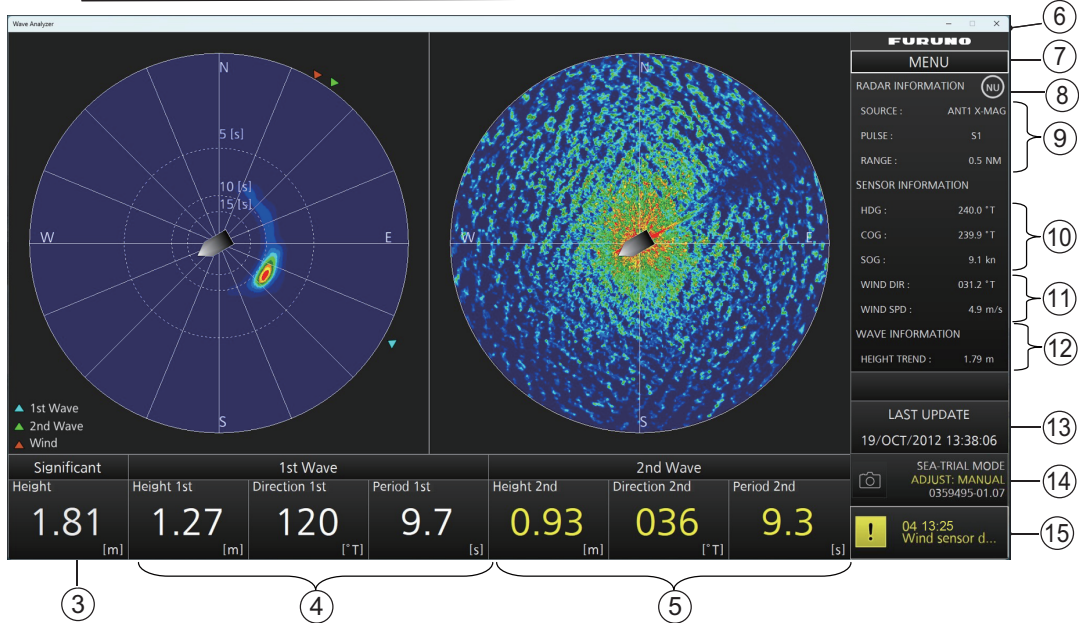 Wave Analyzer
6
FURUNO
MENU
7
RADAR INFORMATION NU
8
SOURCE : ANT1 X-MAG
PULSE : S1
RANGE : 0.5 NM
9
SENSOR INFORMATION
HDG : 240.0 °T
COG : 239.9 °T
SOG : 9.1 kn
10
WIND DIR : 031.2 °T
WIND SPD : 4.9 m/s
11
WAVE INFORMATION
HEIGHT TREND : 1.79 m
12
LAST UPDATE
19/OCT/2012 13:38:06
13
SEA-TRIAL MODE
ADJUST: MANUAL
0359495-01.07
14
04 13:25
Wind sensor d...
15
N
5 [s]
10 [s]
15 [s]
W
E
S
1st Wave
2nd Wave
Wind
N
W
E
S
Significant
Height
1.81
[m]
3
1st Wave
Height 1st
1.27
[m]
Direction 1st
120
[°T]
Period 1st
9.7
[s]
4
2nd Wave
Height 2nd
0.93
[m]
Direction 2nd
036
[°T]
Period 2nd
9.3
[s]
5